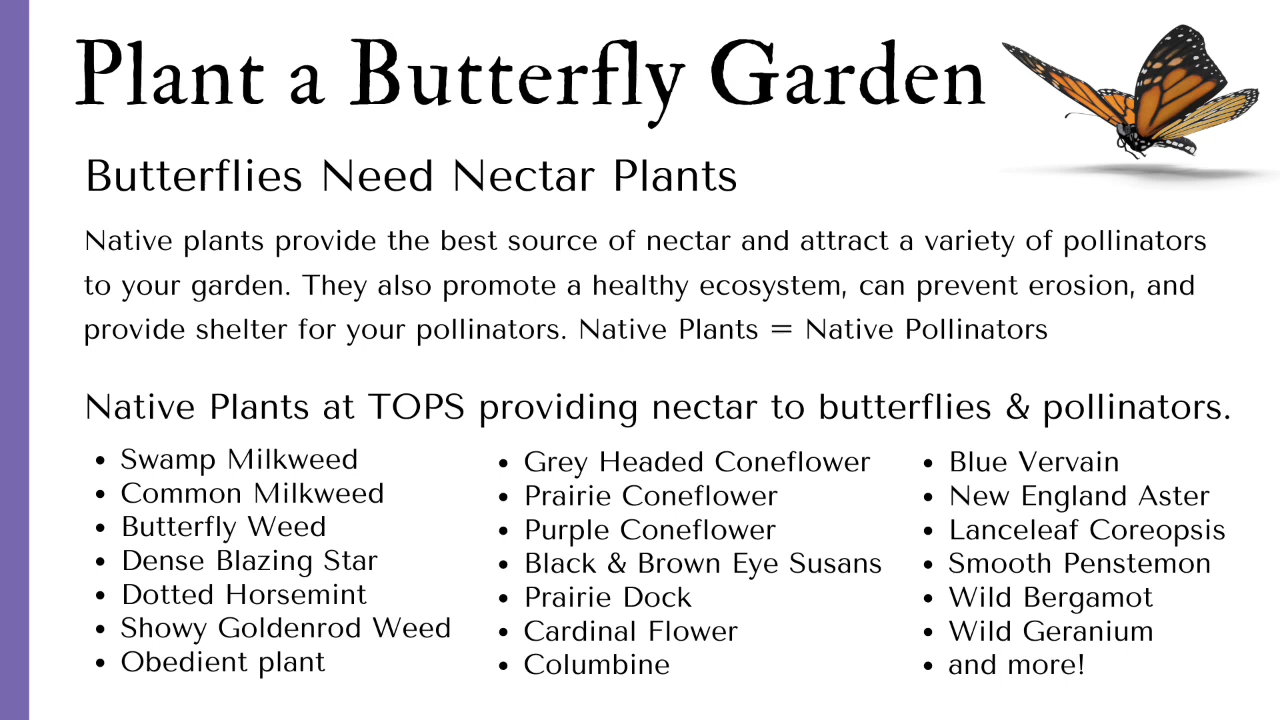 Plant a Butterfly Garden
Butterflies Need Nectar Plants
Native plants provide the best source of nectar and attract a variety of pollinators
to your garden. They also promote a healthy ecosystem, can prevent erosion, and
provide shelter for your pollinators. Native Plants = Native Pollinators
Native Plants at TOPS providing nectar to butterflies & pollinators.
• Swamp Milkweed
• Common Milkweed
• Butterfly Weed
• Dense Blazing Star
• Dotted Horsemint
• Showy Goldenrod Weed
• Obedient plant
• Grey Headed Coneflower
• Prairie Coneflower
• Purple Coneflower
• Black & Brown Eye Susans
• Prairie Dock
• Cardinal Flower
• Columbine
• Blue Vervain
• New England Aster
• Lanceleaf Coreopsis
• Smooth Penstemon
• Wild Bergamot
• Wild Geranium
• and more!